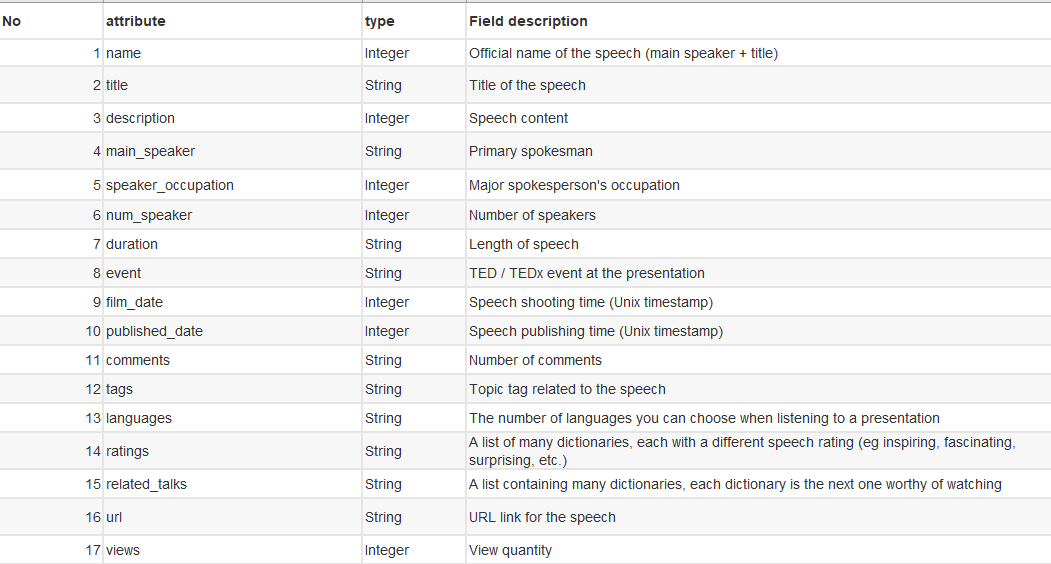 No attribute type Field description
1 name Integer Official name of the speech (main speaker + title)
2 title String Title of the speech
3 description Integer Speech content
4 main_speaker String Primary spokesman
5 speaker_occupation Integer Major spokesperson's occupation
6 num_speaker Integer Number of speakers
7 duration String Length of speech
8 event String TED / TEDx event at the presentation
9 film_date Integer Speech shooting time (Unix timestamp)
10 published_date Integer Speech publishing time (Unix timestamp)
11 comments String Number of comments
12 tags String Topic tag related to the speech
13 languages String The number of languages you can choose when listening to a presentation
14 ratings String A list of many dictionaries, each with a different speech rating (eg inspiring, fascinating,
surprising, etc.)
15 related_talks String A list containing many dictionaries, each dictionary is the next one worthy of watching
16 url String URL link for the speech
17 views Integer View quantity